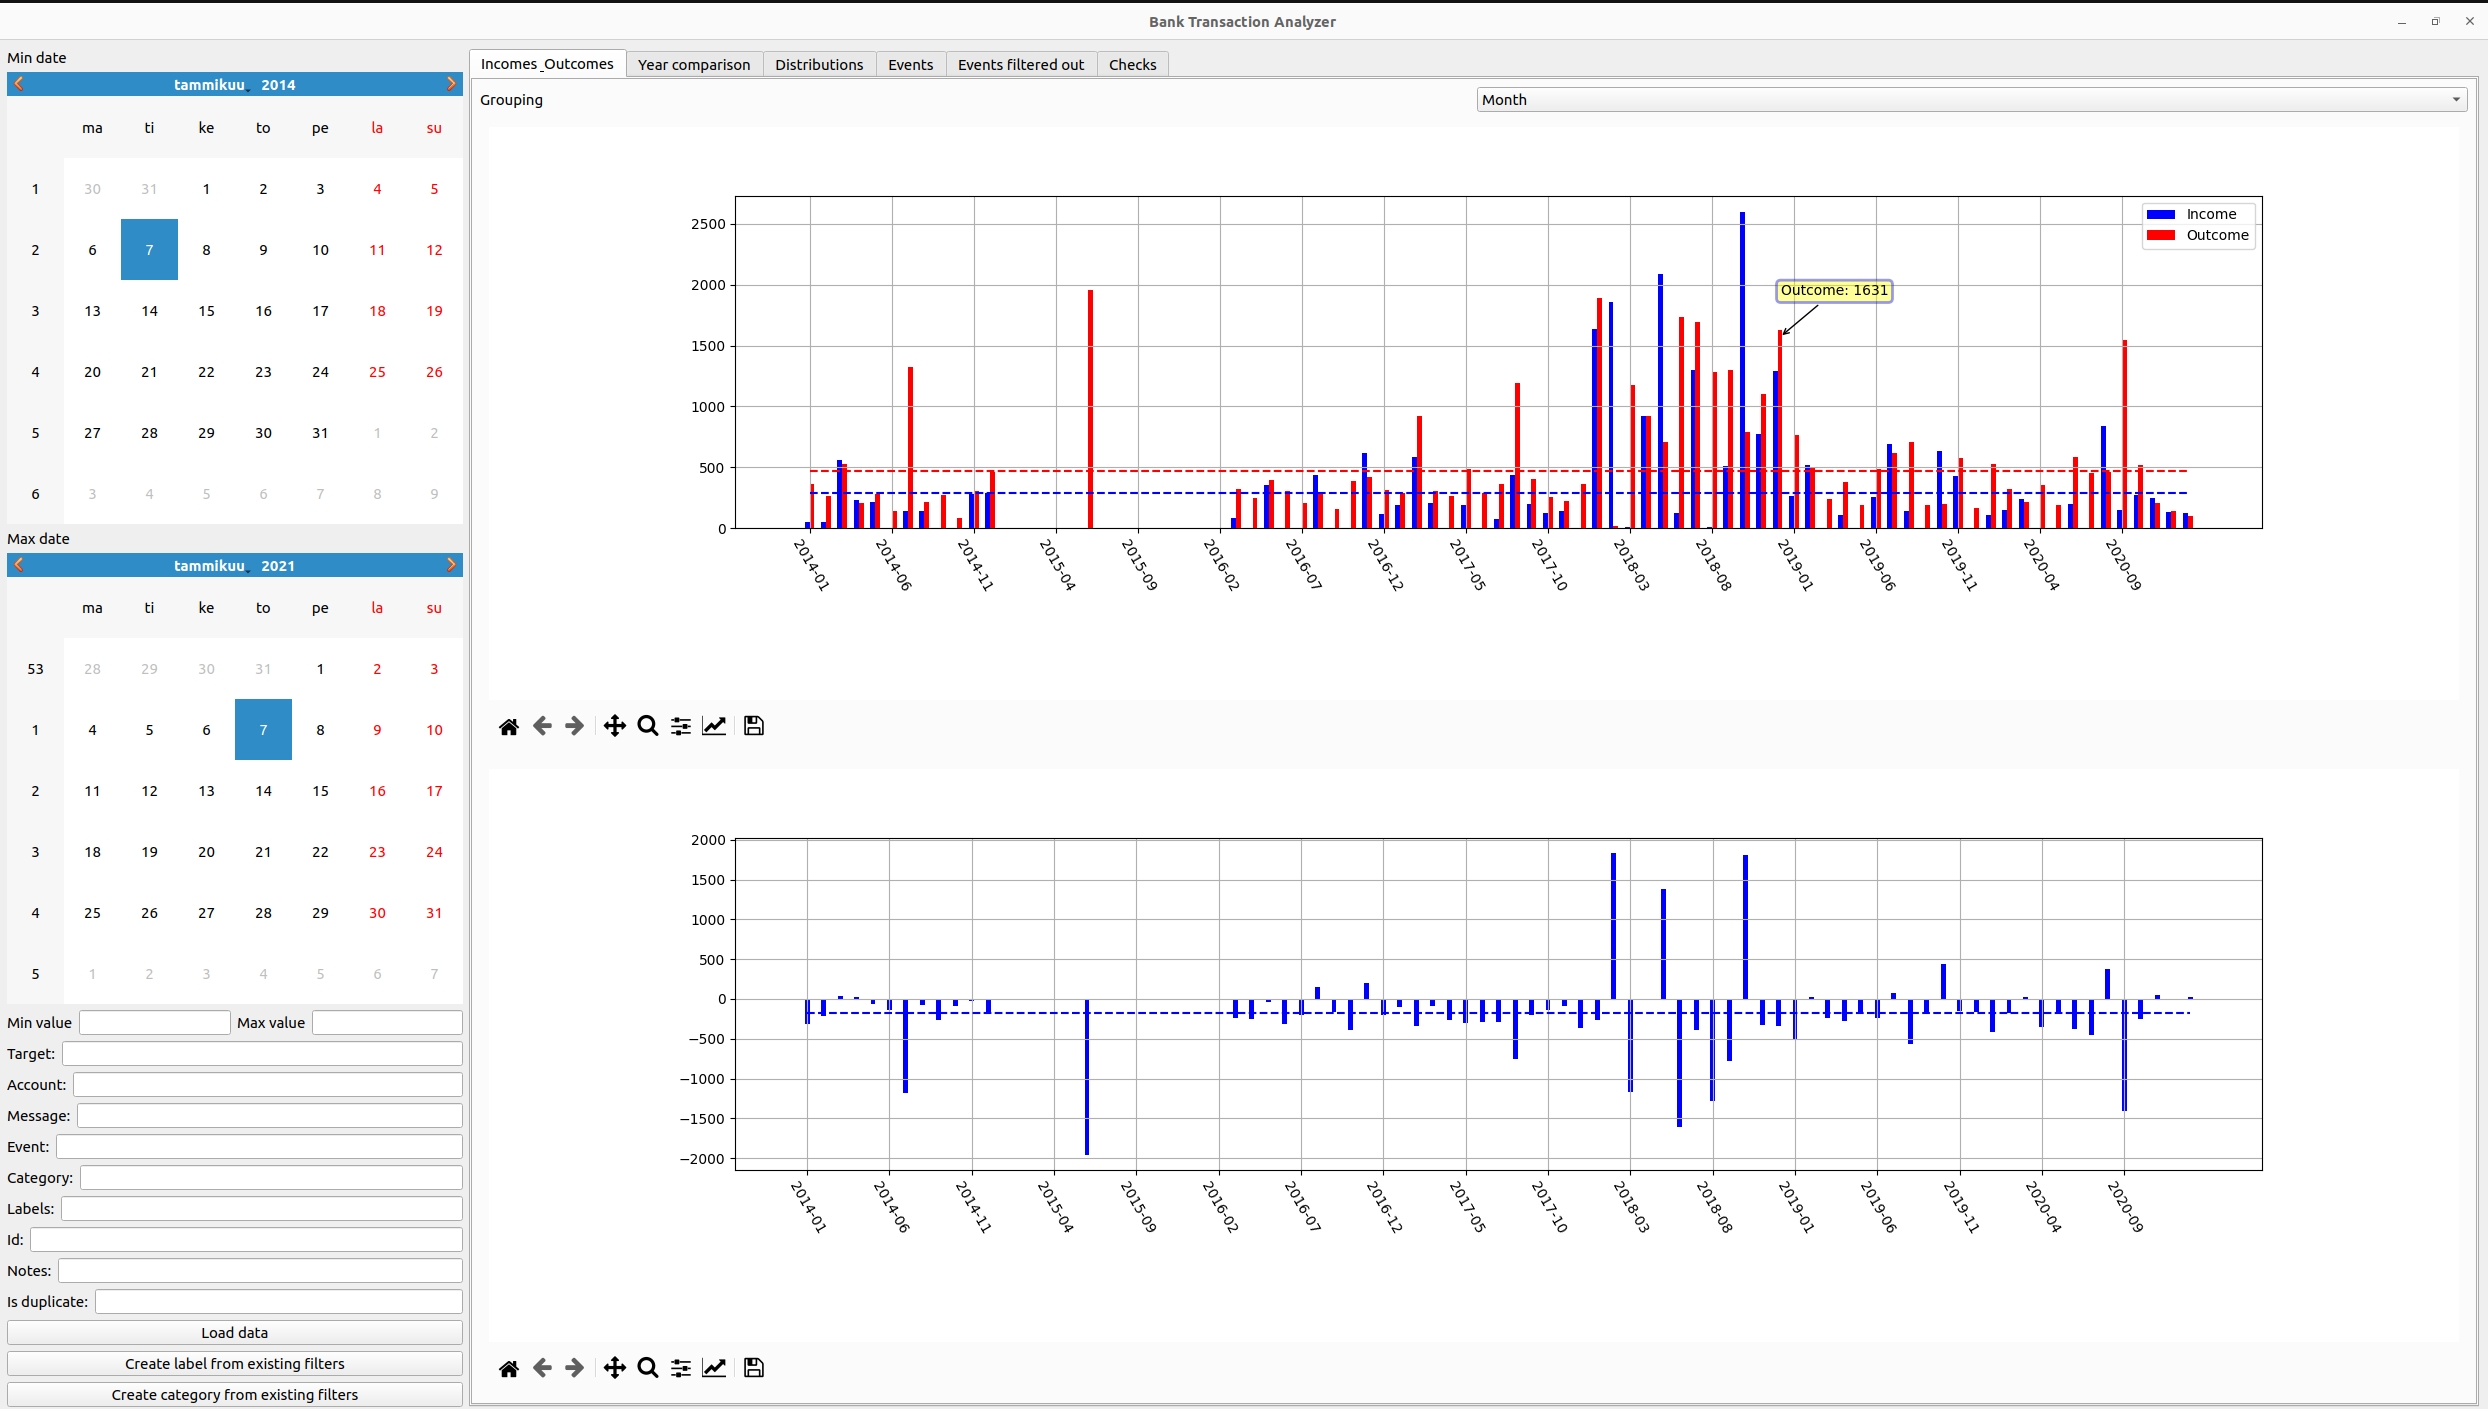 Bank Transaction Analyzer
Min date
tammikuu 2014
ma ti ke to pe la su
1 30 31 1 2 3 4 5
2 6 7 8 9 10 11 12
3 13 14 15 16 17 18 19
4 20 21 22 23 24 25 26
5 27 28 29 30 31 1 2
6 3 4 5 6 7 8 9
Max date
tammikuu 2021
ma ti ke to pe la su
53 28 29 30 31 1 2 3
1 4 5 6 7 8 9 10
2 11 12 13 14 15 16 17
3 18 19 20 21 22 23 24
4 25 26 27 28 29 30 31
5 1 2 3 4 5 6 7
Min value Max value
Target:
Account:
Message:
Event:
Category:
Labels:
Id:
Notes:
Is duplicate:
Load data
Create label from existing filters
Create category from existing filters
Incomes_Outcomes Year comparison Distributions Events Events filtered out Checks
Grouping Month
2500
2000
1500
1000
500
0
Income
Outcome
Outcome: 1631
2014-01 2014-06 2014-11 2015-04 2015-09 2016-02 2016-07 2016-12 2017-05 2017-10 2018-03 2018-08 2019-01 2019-06 2019-11 2020-04 2020-09
2000
1500
1000
500
0
−500
−1000
−1500
−2000
2014-01 2014-06 2014-11 2015-04 2015-09 2016-02 2016-07 2016-12 2017-05 2017-10 2018-03 2018-08 2019-01 2019-06 2019-11 2020-04 2020-09